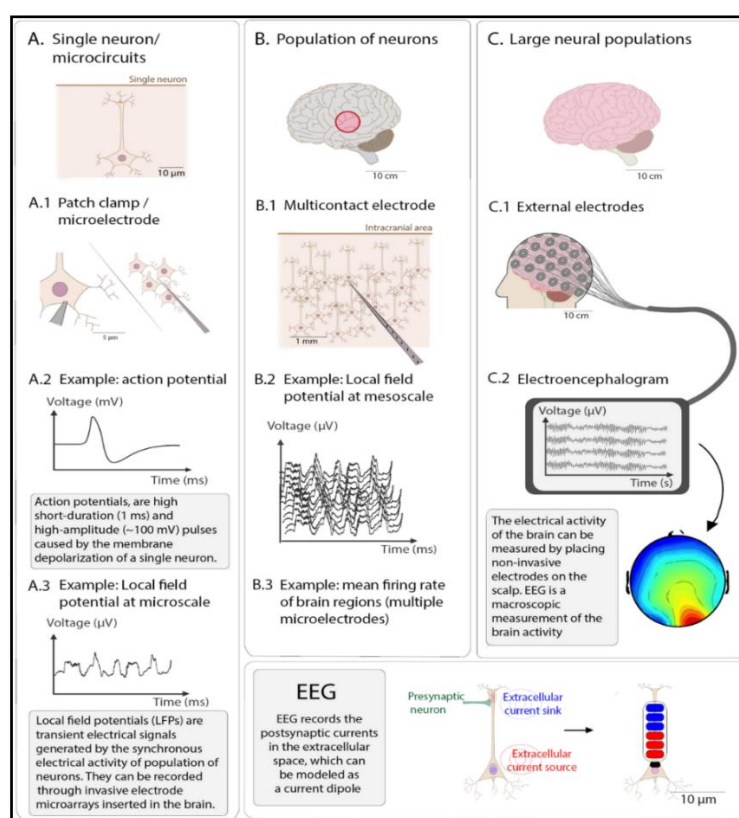 A. Single neuron/
microcircuits
Single neuron
10 µm
A.1 Patch clamp /
microelectrode
5 µm
A.2 Example: action potential
Voltage (mV)
Time (ms)
Action potentials, are high
short-duration (1 ms) and
high-amplitude (~100 mV) pulses
caused by the membrane
depolarization of a single neuron.
A.3 Example: Local field
potential at microscale
Voltage (µV)
Time (ms)
Local field potentials (LFPs) are
transient electrical signals
generated by the synchronous
electrical activity of population of
neurons. They can be recorded
through invasive electrode
microarrays inserted in the brain.
B. Population of neurons
10 cm
B.1 Multicontact electrode
Intracranial area
1 mm
B.2 Example: Local field
potential at mesoscale
Voltage (µV)
Time (ms)
B.3 Example: mean firing rate
of brain regions (multiple
microelectrodes)
C. Large neural populations
10 cm
C.1 External electrodes
10 cm
C.2 Electroencephalogram
Voltage (µV)
Time (s)
The electrical activity
of the brain can be
measured by placing
non-invasive
electrodes on the
scalp. EEG is a
macroscopic
measurement of the
brain activity
EEG
EEG records the
postsynaptic currents
in the extracellular
space, which can
be modeled as
a current dipole
Presynaptic
neuron
Extracellular
current sink
Extracellular
current source
10 µm